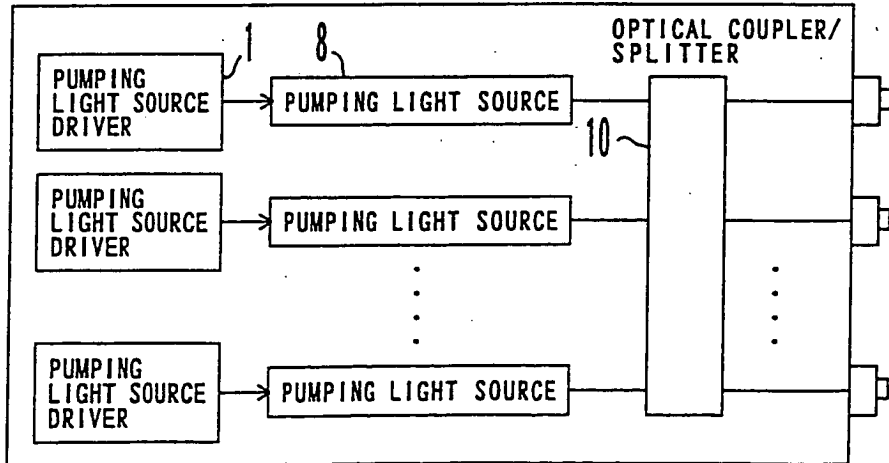 1
8
OPTICAL COUPLER/
SPLITTER
PUMPING
LIGHT SOURCE
DRIVER
PUMPING LIGHT SOURCE
10
PUMPING
LIGHT SOURCE
DRIVER
PUMPING LIGHT SOURCE
PUMPING
LIGHT SOURCE
DRIVER
PUMPING LIGHT SOURCE